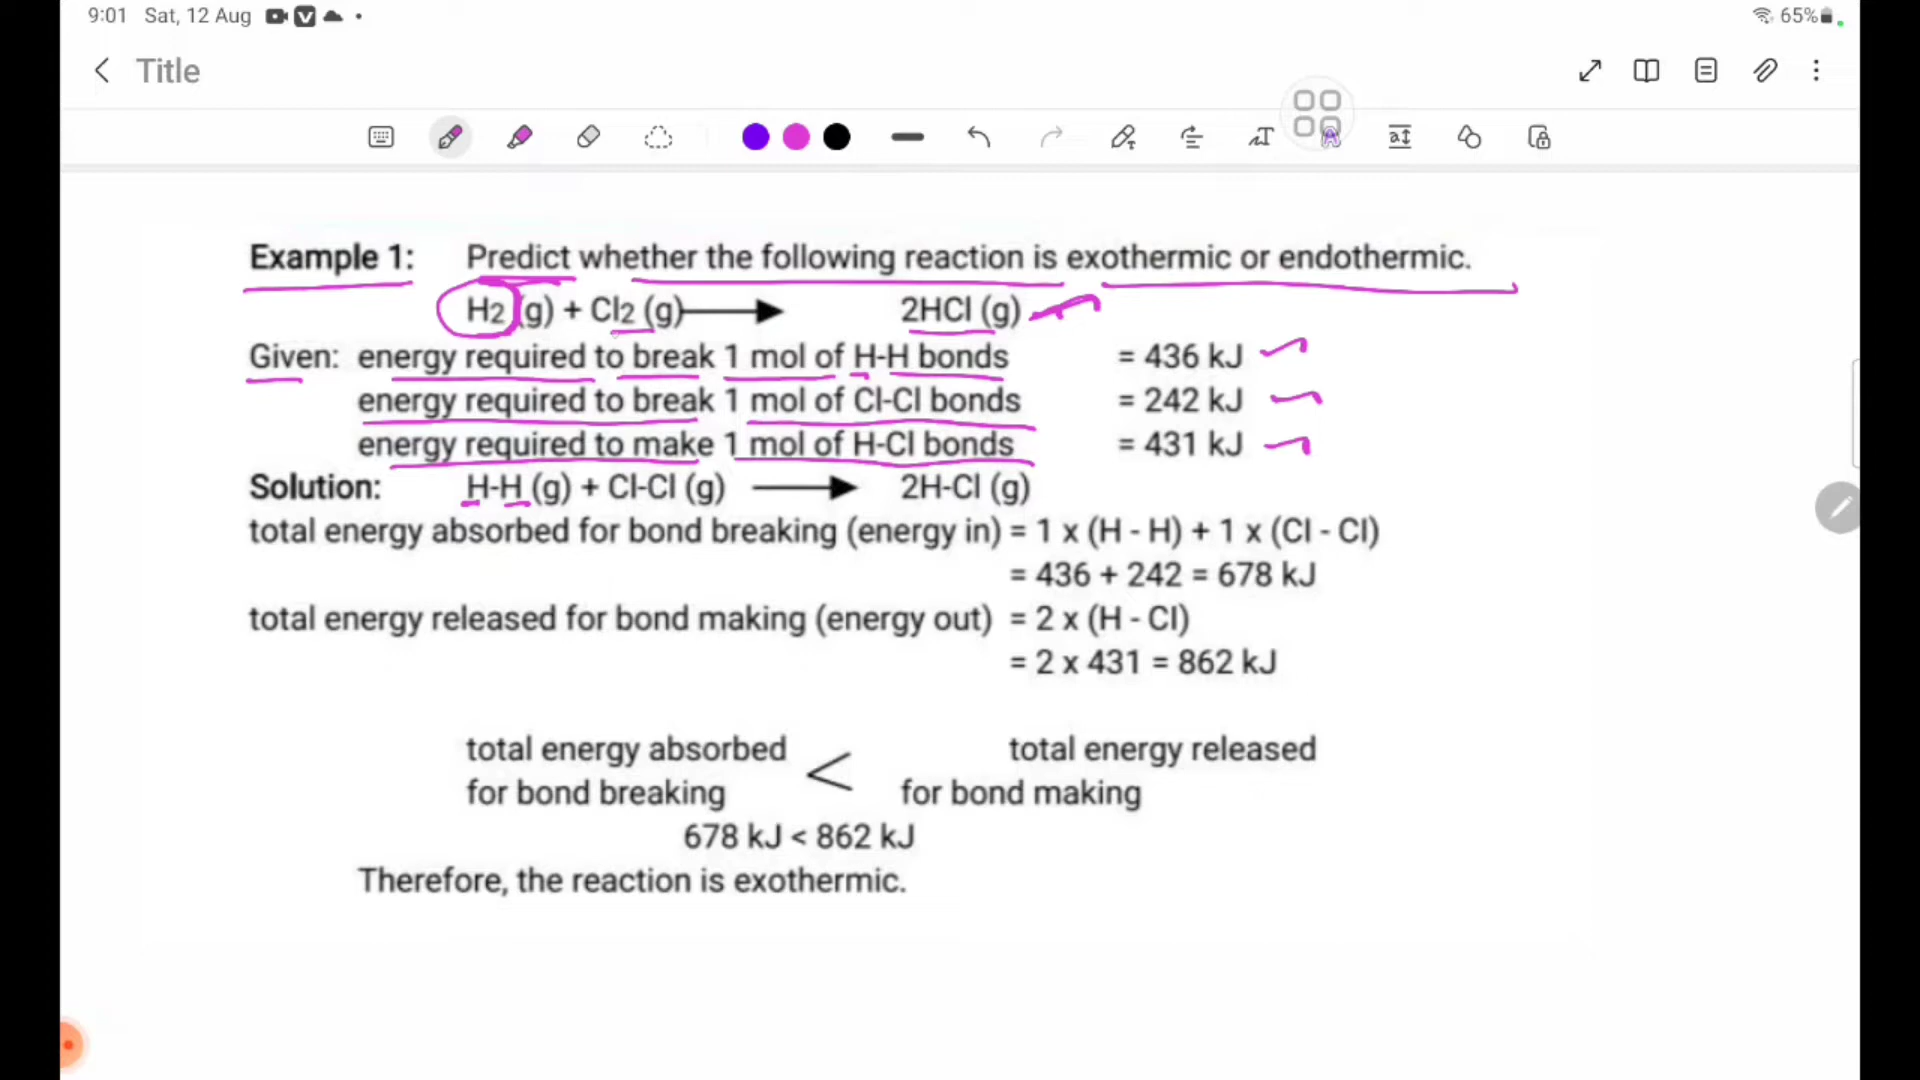 9:01 Sat, 12 Aug
65%
Title
Example 1: Predict whether the following reaction is exothermic or endothermic.
H2 (g) + Cl2 (g) 2HCl (g)
Given: energy required to break 1 mol of H-H bonds = 436 kJ
energy required to break 1 mol of Cl-Cl bonds = 242 kJ
energy required to make 1 mol of H-Cl bonds = 431 kJ
Solution: H-H (g) + Cl-Cl (g) 2H-Cl (g)
total energy absorbed for bond breaking (energy in) = 1 x (H - H) + 1 x (Cl - Cl)
= 436 + 242 = 678 kJ
total energy released for bond making (energy out) = 2 x (H - Cl)
= 2 x 431 = 862 kJ
total energy absorbed < total energy released
for bond breaking for bond making
678 kJ < 862 kJ
Therefore, the reaction is exothermic.